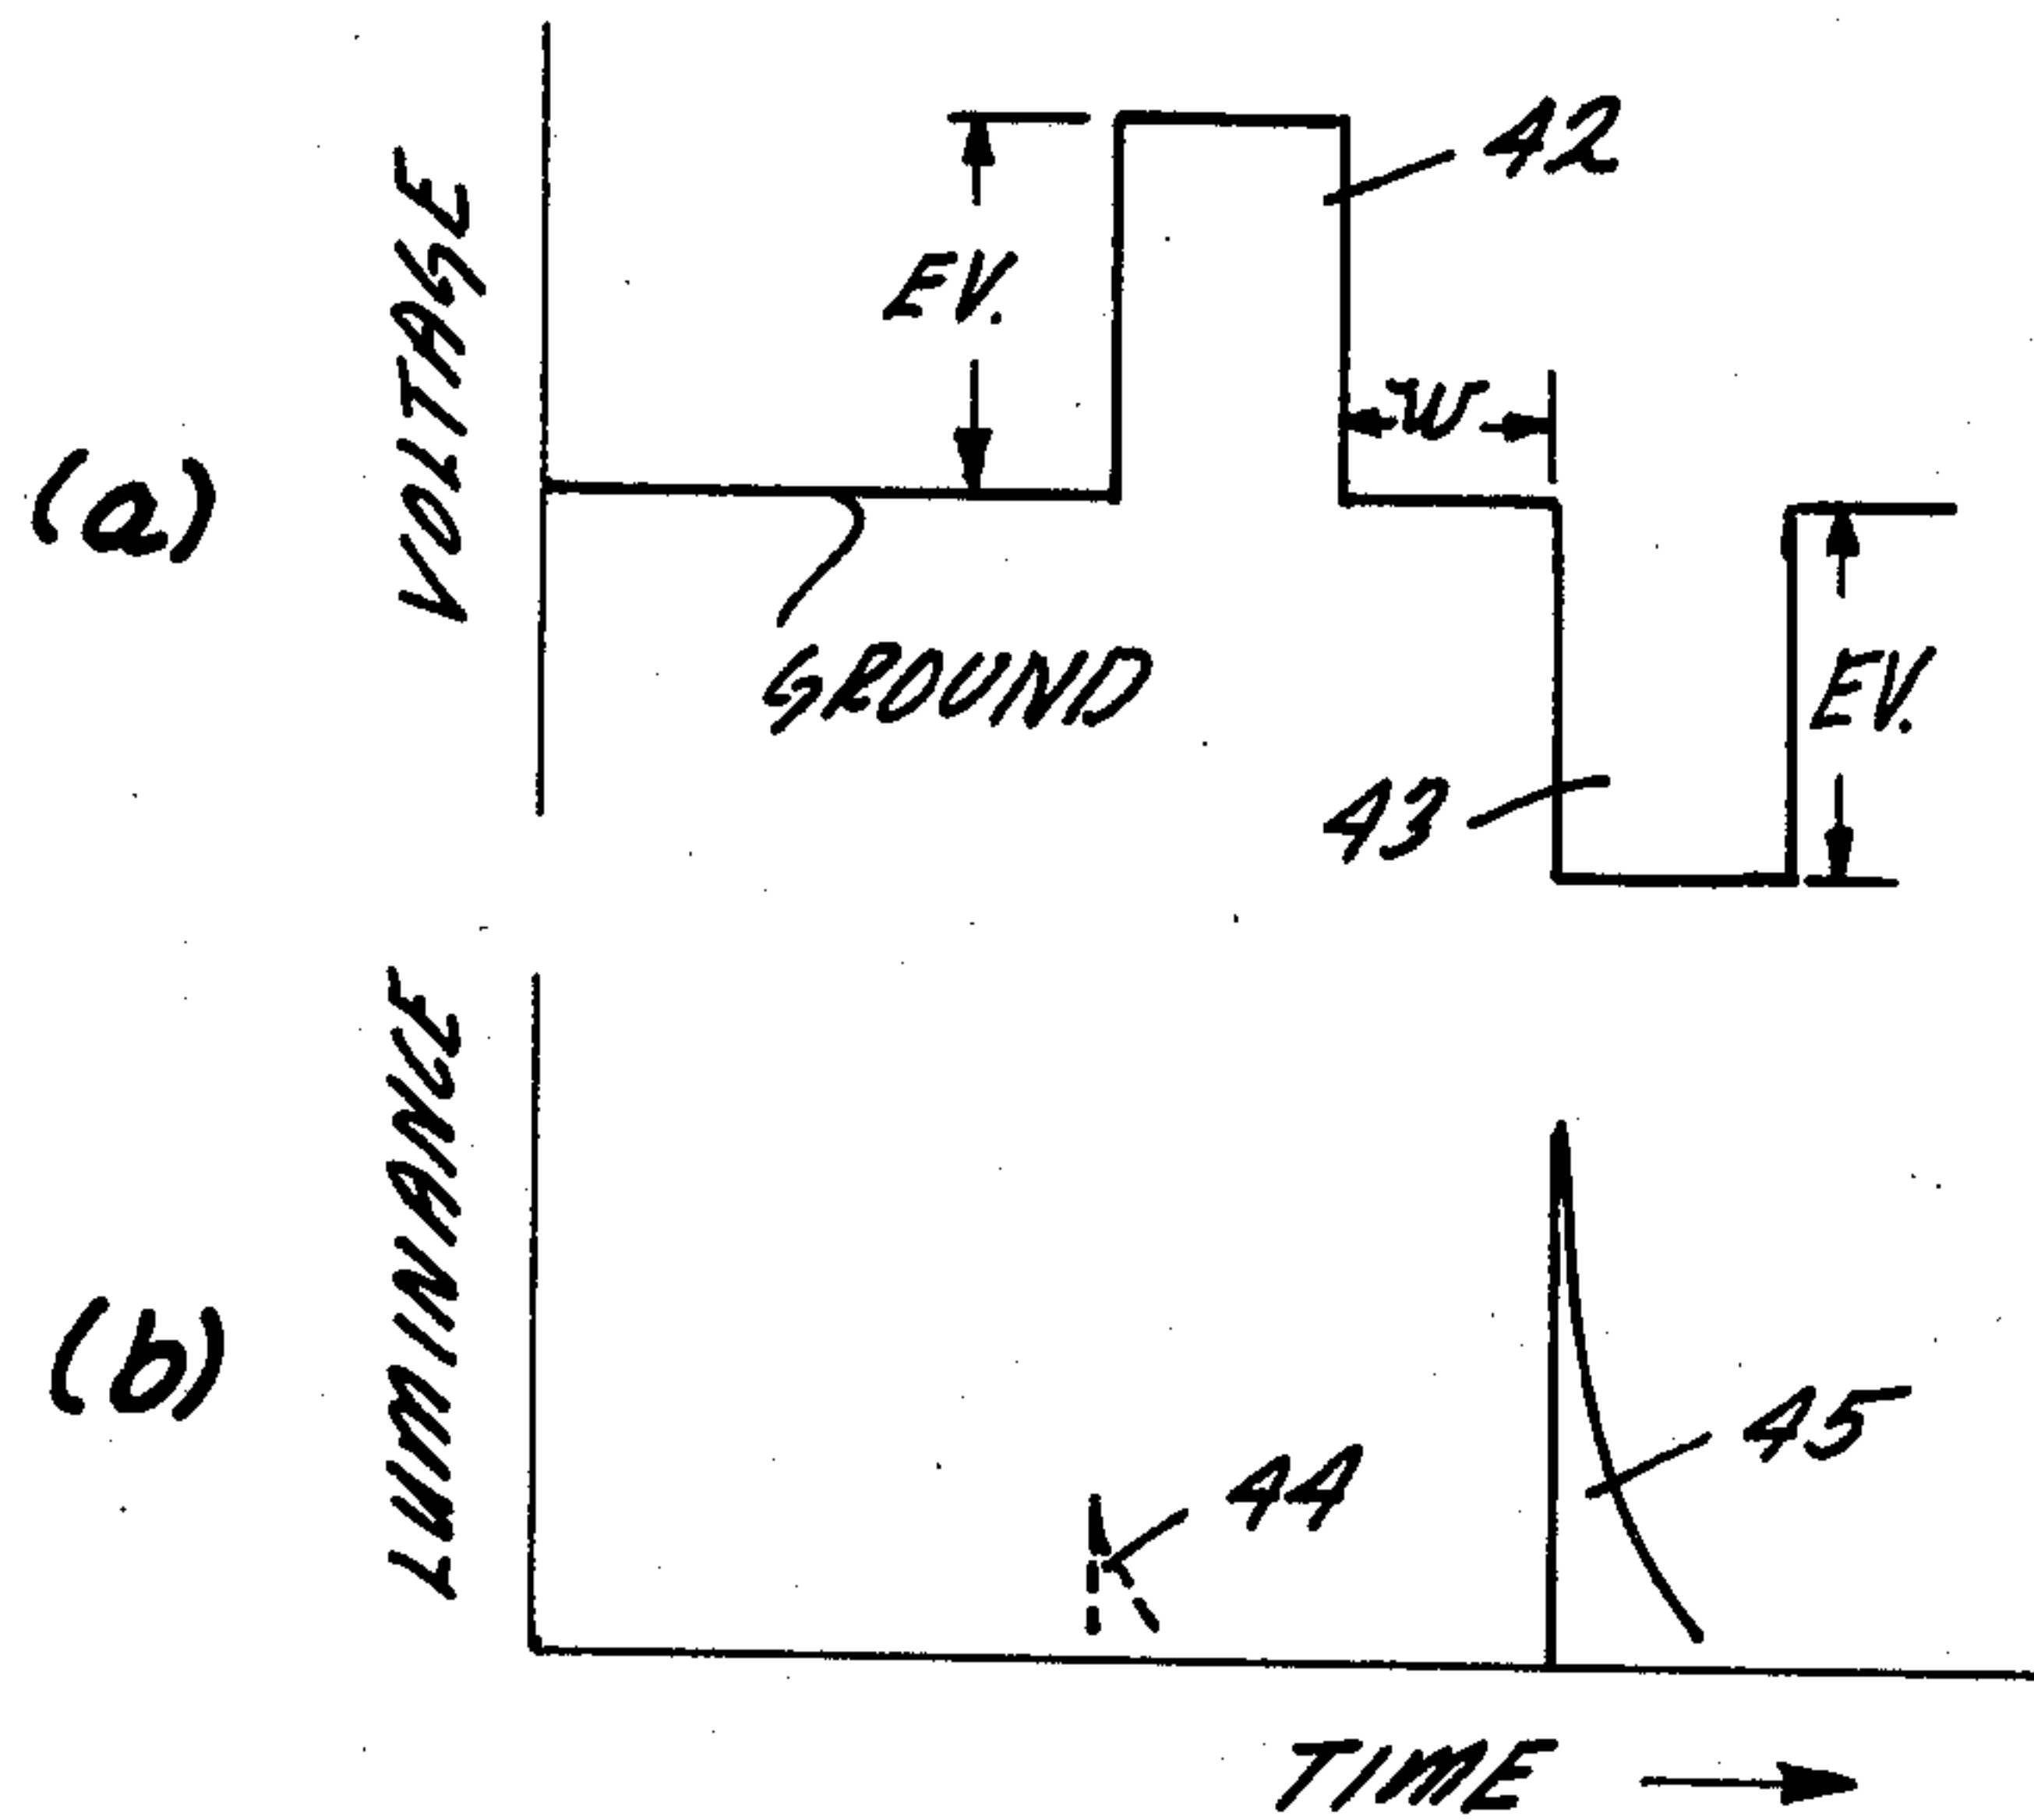 (a)
VOLTAGE
EV.
42
W
GROUND
EV.
43
(b)
LUMINANCE
44
45
TIME